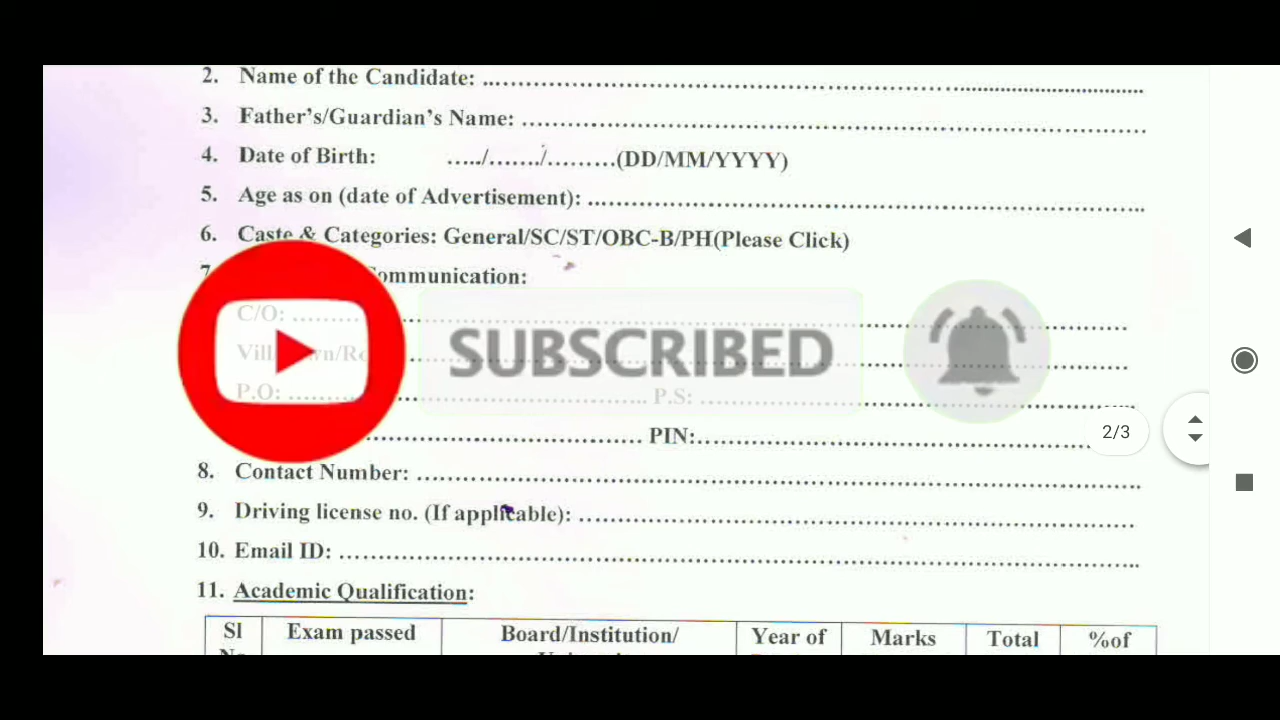 2. Name of the Candidate: ................................................................
3. Father's/Guardian's Name: ................................................................
4. Date of Birth: ...../......./.........(DD/MM/YYYY)
5. Age as on (date of Advertisement): ................................................................
6. Caste & Categories: General/SC/ST/OBC-B/PH(Please Click)
7 ommunication:
C/O: ................................................................
SUBSCRIBED
P.O: ................................ P.S: ................................
................................ PIN:................................
2/3
8. Contact Number: ................................................................
9. Driving license no. (If applicable): ................................................................
10. Email ID: ................................................................
11. Academic Qualification:
Sl Exam passed Board/Institution/ Year of Marks Total %of